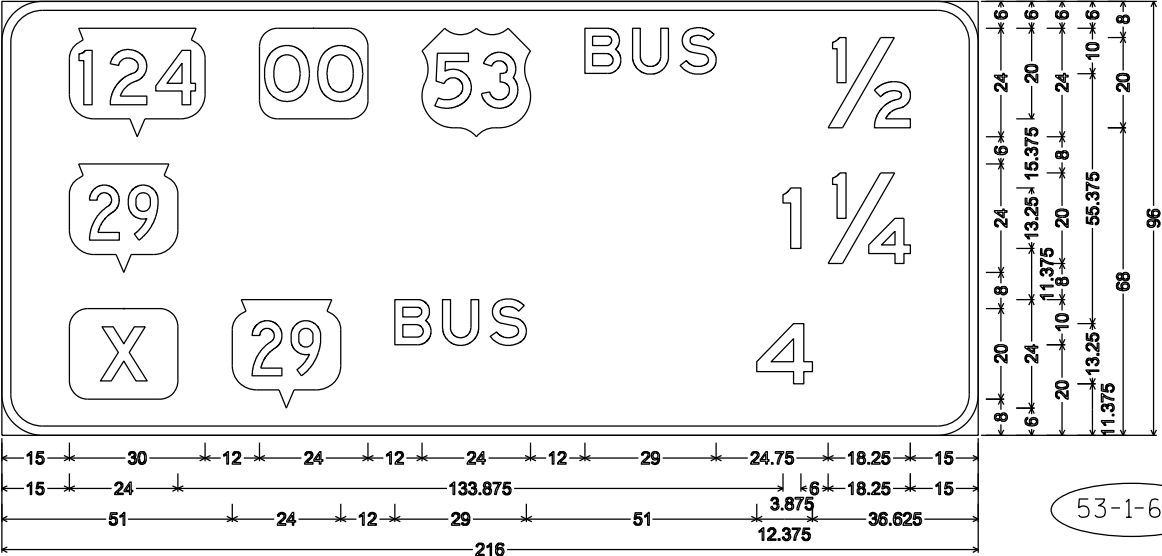 124 00 53 BUS 1/2
29 1 1/4
X 29 BUS 4
15 30 12 24 12 24 12 29 24.75 18.25 15
15 24 133.875 3.875 6 18.25 15
51 24 12 29 51 12.375 36.625
216
6 24 6 24 8 20 8
6 20 15.375 13.25 11.375 24 6
6 24 8 20 8 10 20
6 10 55.375 13.25 11.375
8 20 68
96
53-1-6